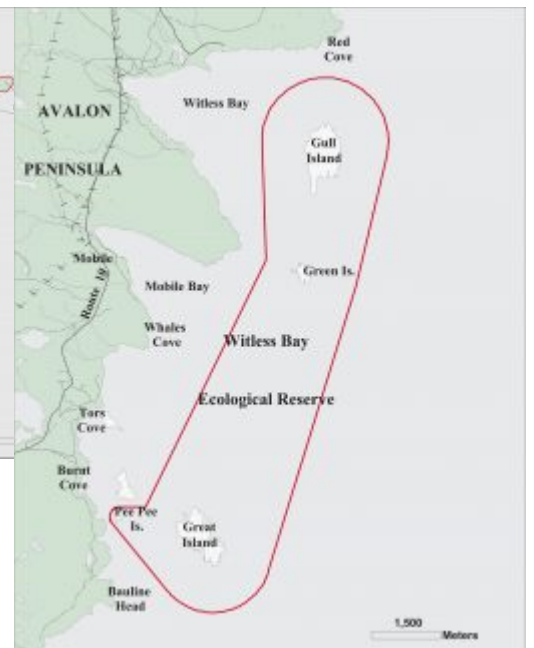 Red
Cove
Witless Bay
AVALON
Gull
Island
PENINSULA
Mobile
Green Is.
Mobile Bay
Route 10
Whales
Cove
Witless Bay
Ecological Reserve
Tors
Cove
Burnt
Cove
Pee Pee
Is.
Great
Island
Bauline
Head
1,500
Meters